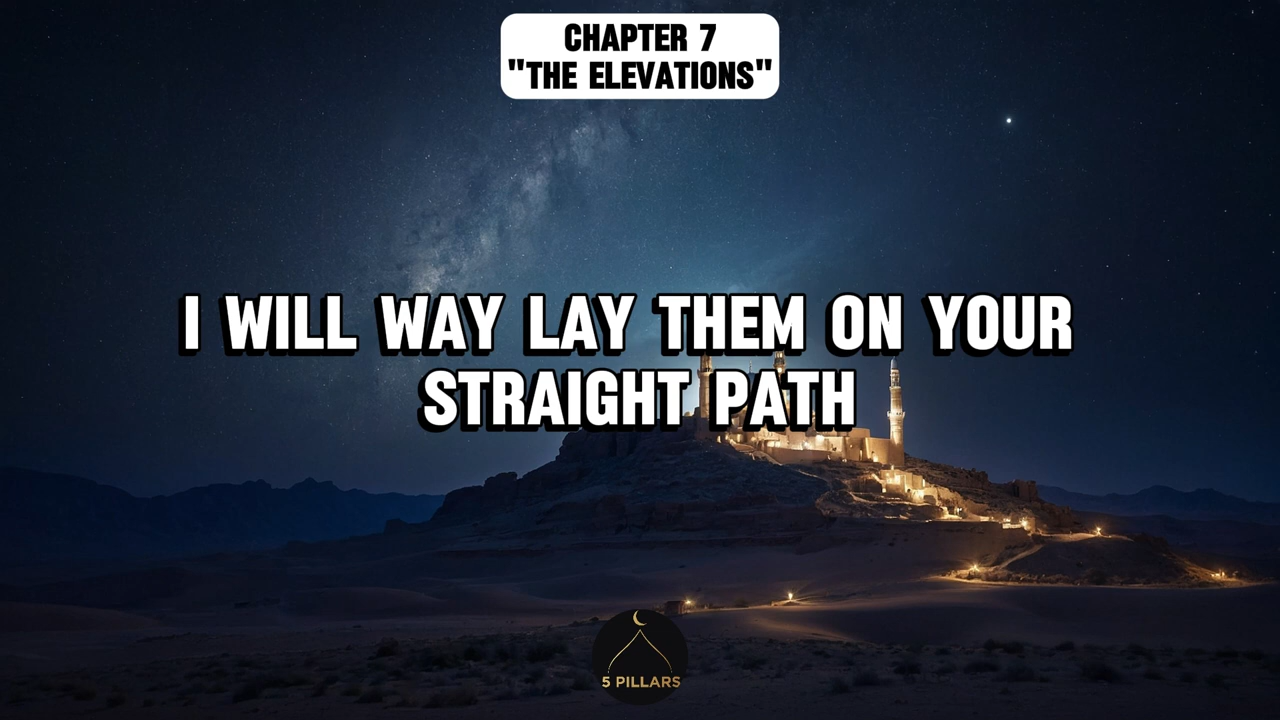 CHAPTER 7
"THE ELEVATIONS"
I WILL WAY LAY THEM ON YOUR
STRAIGHT PATH
5 PILLARS